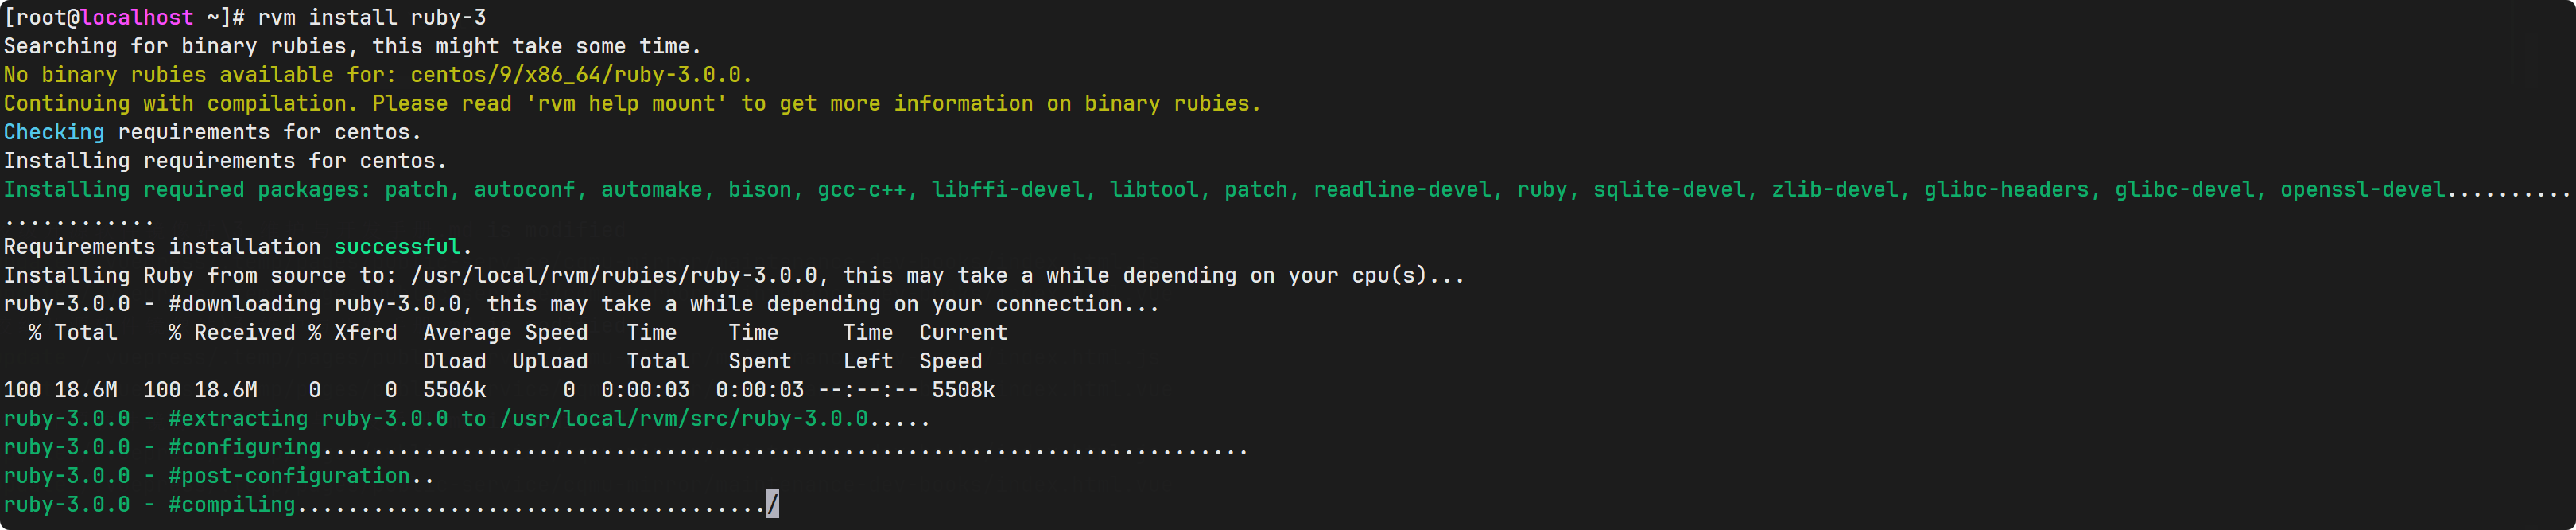 [root@localhost ~]# rvm install ruby-3
Searching for binary rubies, this might take some time.
No binary rubies available for: centos/9/x86_64/ruby-3.0.0.
Continuing with compilation. Please read 'rvm help mount' to get more information on binary rubies.
Checking requirements for centos.
Installing requirements for centos.
Installing required packages: patch, autoconf, automake, bison, gcc-c++, libffi-devel, libtool, patch, readline-devel, ruby, sqlite-devel, zlib-devel, glibc-headers, glibc-devel, openssl-devel..........
............
Requirements installation successful.
Installing Ruby from source to: /usr/local/rvm/rubies/ruby-3.0.0, this may take a while depending on your cpu(s)...
ruby-3.0.0 - #downloading ruby-3.0.0, this may take a while depending on your connection...
  % Total    % Received % Xferd  Average Speed   Time    Time     Time  Current
                                 Dload  Upload   Total   Spent    Left  Speed
100 18.6M  100 18.6M    0     0  5506k      0  0:00:03  0:00:03 --:--:-- 5508k
ruby-3.0.0 - #extracting ruby-3.0.0 to /usr/local/rvm/src/ruby-3.0.0.....
ruby-3.0.0 - #configuring.........................................................................
ruby-3.0.0 - #post-configuration..
ruby-3.0.0 - #compiling...................................../